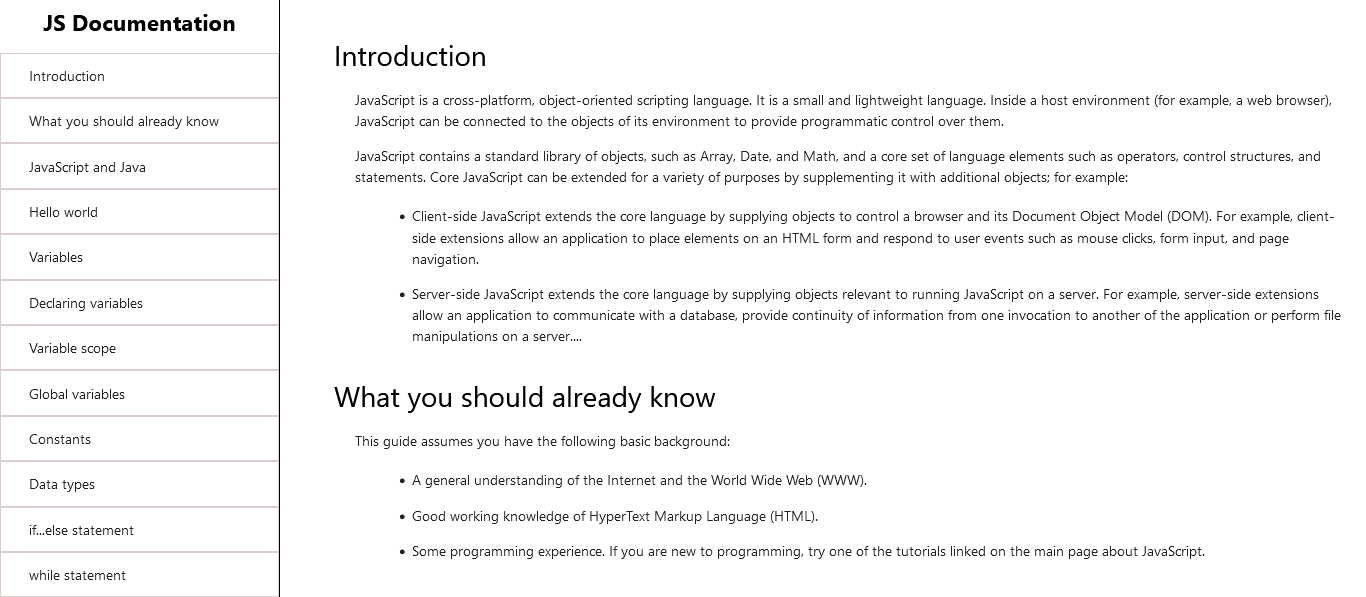 JS Documentation
Introduction
What you should already know
JavaScript and Java
Hello world
Variables
Declaring variables
Variable scope
Global variables
Constants
Data types
if...else statement
while statement
Introduction
JavaScript is a cross-platform, object-oriented scripting language. It is a small and lightweight language. Inside a host environment (for example, a web browser),
JavaScript can be connected to the objects of its environment to provide programmatic control over them.
JavaScript contains a standard library of objects, such as Array, Date, and Math, and a core set of language elements such as operators, control structures, and
statements. Core JavaScript can be extended for a variety of purposes by supplementing it with additional objects; for example:
• Client-side JavaScript extends the core language by supplying objects to control a browser and its Document Object Model (DOM). For example, client-
side extensions allow an application to place elements on an HTML form and respond to user events such as mouse clicks, form input, and page
navigation.
• Server-side JavaScript extends the core language by supplying objects relevant to running JavaScript on a server. For example, server-side extensions
allow an application to communicate with a database, provide continuity of information from one invocation to another of the application or perform file
manipulations on a server....
What you should already know
This guide assumes you have the following basic background:
• A general understanding of the Internet and the World Wide Web (WWW).
• Good working knowledge of HyperText Markup Language (HTML).
• Some programming experience. If you are new to programming, try one of the tutorials linked on the main page about JavaScript.